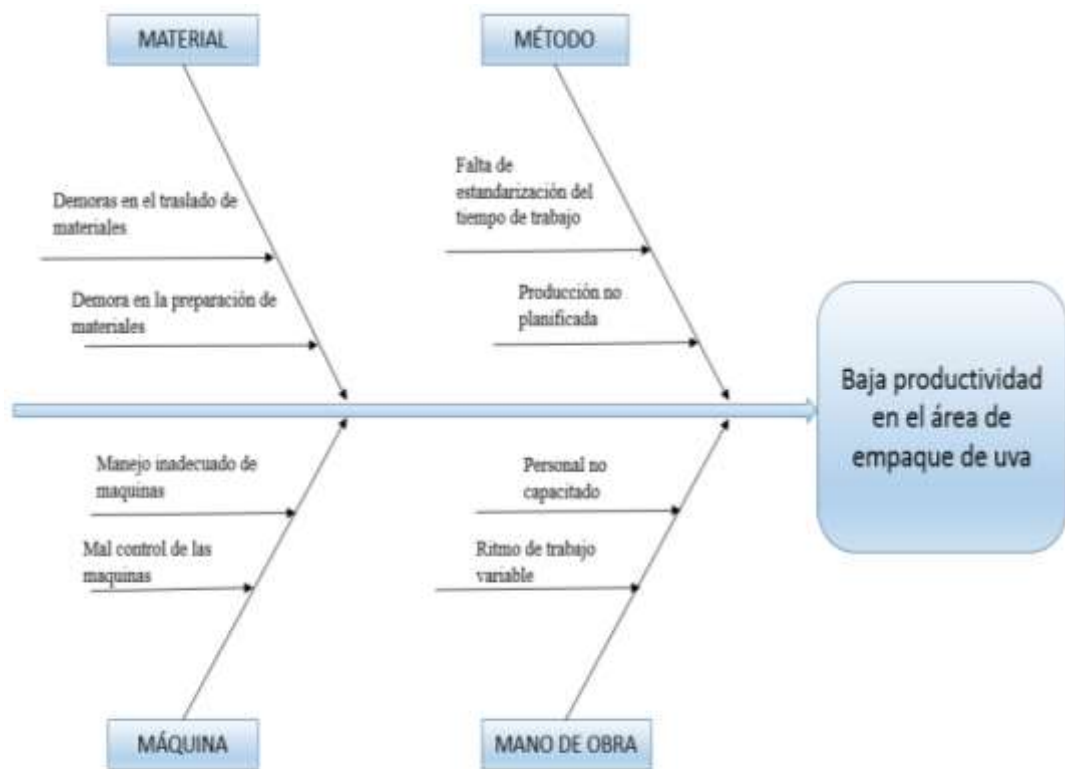 MATERIAL
MÉTODO
Demoras en el traslado de
materiales
Demora en la preparación de
materiales
Falta de
estandarización del
tiempo de trabajo
Producción no
planificada
Baja productividad
en el área de
empaque de uva
Manejo inadecuado de
maquinas
Mal control de las
maquinas
Personal no
capacitado
Ritmo de trabajo
variable
MÁQUINA
MANO DE OBRA